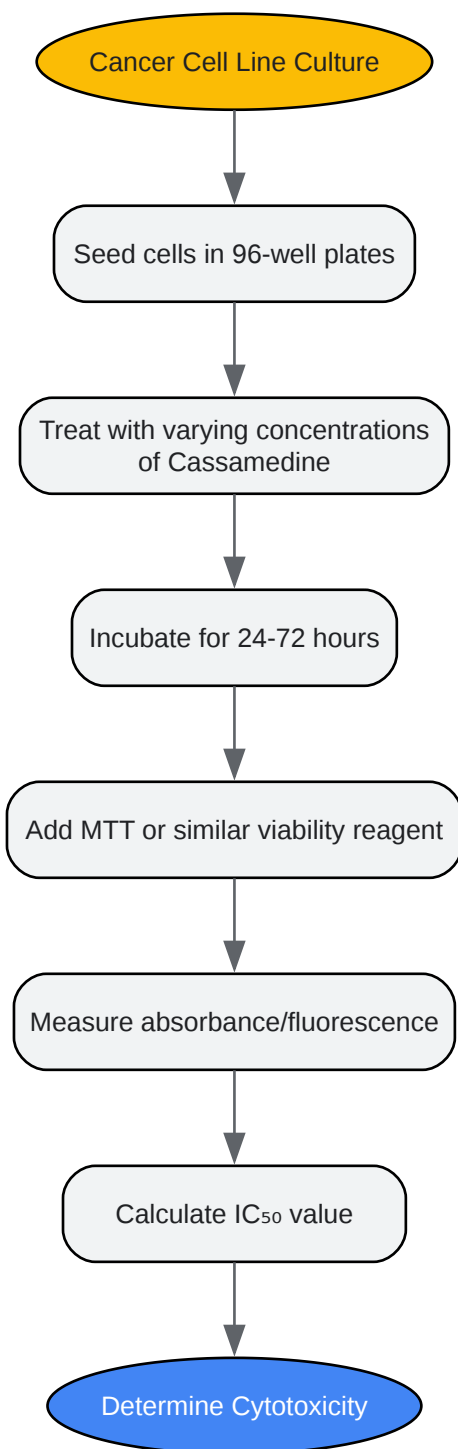 Cancer Cell Line Culture
Seed cells in 96-well plates
Treat with varying concentrations
of Cassamedine
Incubate for 24-72 hours
Add MTT or similar viability reagent
Measure absorbance/fluorescence
Calculate IC₅₀ value
Determine Cytotoxicity